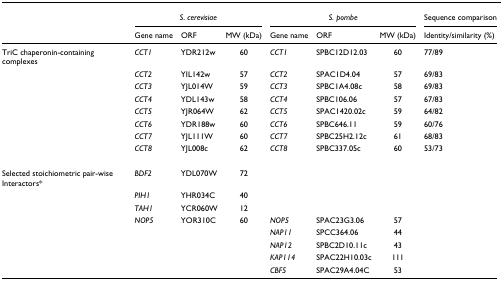 S. cerevisiae S. pombe Sequence comparison
Gene name ORF MW (kDa) Gene name ORF MW (kDa) Identity/similarity (%)
TriC chaperonin-containing CCT1 YDR212w 60 CCT1 SPBC12D12.03 60 77/89
complexes
CCT2 YIL142w 57 CCT2 SPAC1D4.04 57 69/83
CCT3 YJL014W 59 CCT3 SPBC1A4.08c 58 69/83
CCT4 YDL143w 58 CCT4 SPBC106.06 57 67/83
CCT5 YJR064W 62 CCT5 SPAC1420.02c 59 64/82
CCT6 YDR188w 60 CCT6 SPBC646.11 59 60/76
CCT7 YJL111W 60 CCT7 SPBC25H2.12c 61 68/83
CCT8 YJL008c 62 CCT8 SPBC337.05c 60 53/73
Selected stoichiometric pair-wise BDF2 YDL070W 72
Interactors*
PIH1 YHR034C 40
TAH1 YCR060W 12
NOP5 YOR310C 60 NOP5 SPAC23G3.06 57
NAP11 SPCC364.06 44
NAP12 SPBC2D10.11c 43
KAP114 SPAC22H10.03c 111
CBF5 SPAC29A4.04C 53